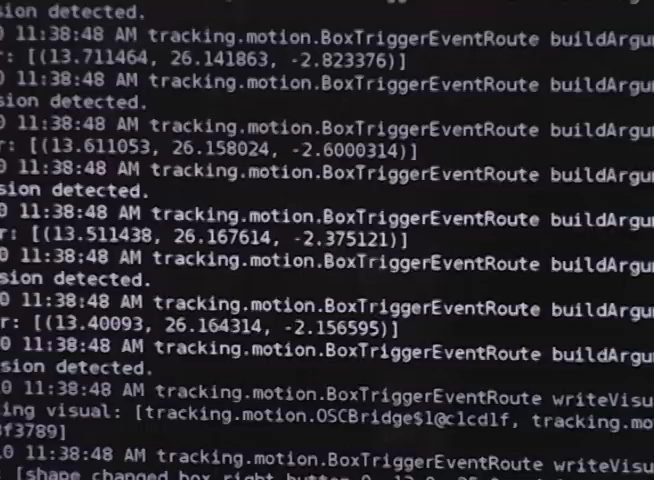 sion detected.
0 11:38:48 AM tracking.motion.BoxTriggerEventRoute buildArgu
r: [(13.711464, 26.141863, -2.823376)]
0 11:38:48 AM tracking.motion.BoxTriggerEventRoute buildArgu
sion detected.
0 11:38:48 AM tracking.motion.BoxTriggerEventRoute buildArgu
r: [(13.611053, 26.158024, -2.6000314)]
0 11:38:48 AM tracking.motion.BoxTriggerEventRoute buildArgu
sion detected.
0 11:38:48 AM tracking.motion.BoxTriggerEventRoute buildArgu
r: [(13.511438, 26.167614, -2.375121)]
0 11:38:48 AM tracking.motion.BoxTriggerEventRoute buildArgu
sion detected.
0 11:38:48 AM tracking.motion.BoxTriggerEventRoute buildArgu
r: [(13.40093, 26.164314, -2.156595)]
0 11:38:48 AM tracking.motion.BoxTriggerEventRoute buildArgu
sion detected.
0 11:38:48 AM tracking.motion.BoxTriggerEventRoute writeVisu
ing visual: [tracking.motion.OSCBridge$1@c1cd1f, tracking.mo
f3789]
0 11:38:48 AM tracking.motion.BoxTriggerEventRoute writeVisu
[shape changed box right button